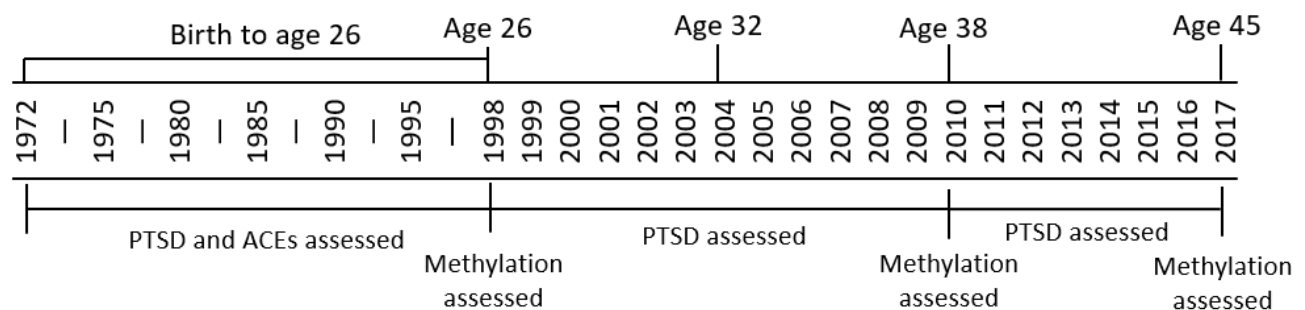 Birth to age 26 Age 26 Age 32 Age 38 Age 45
1972 – 1975 – 1980 – 1985 – 1990 – 1995 – 1998 1999 2000 2001 2002 2003 2004 2005 2006 2007 2008 2009 2010 2011 2012 2013 2014 2015 2016 2017
PTSD and ACEs assessed PTSD assessed PTSD assessed
Methylation Methylation Methylation
assessed assessed assessed